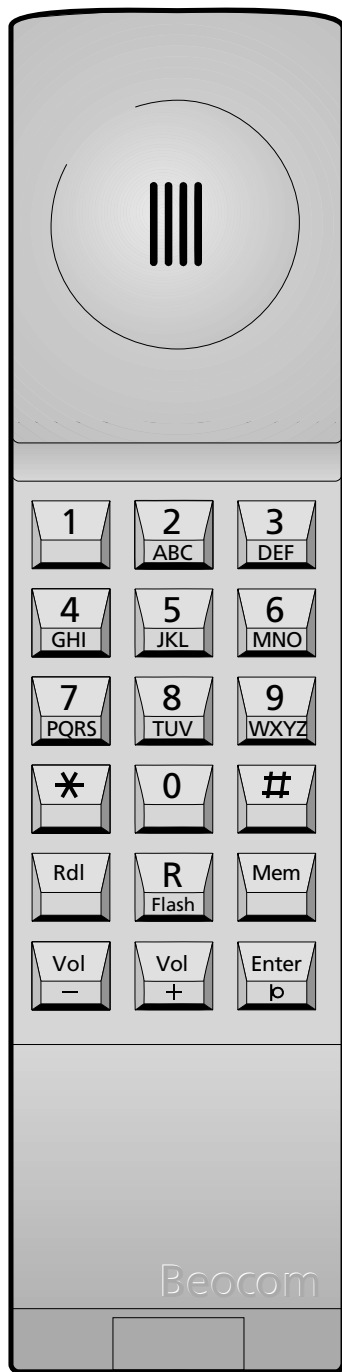 1 2 3
ABC DEF
4 5 6
GHI JKL MNO
7 8 9
PQRS TUV WXYZ
* 0 #
Rdl R Mem
Flash
Vol Vol Enter
− +
Beocom